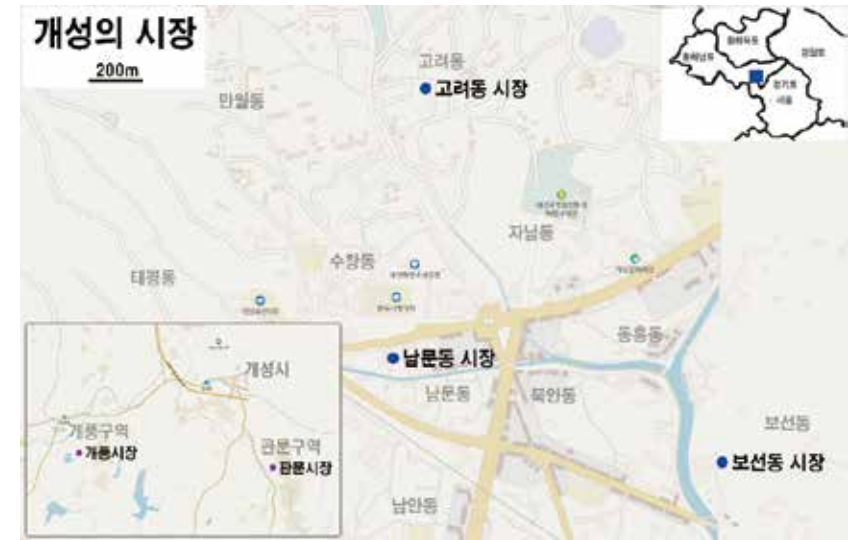 개성의 시장
200m
고려동
고려동 시장
만월동
황해북도
황해남도
강원도
경기도
서울
자남동
수창동
태평동
동흥동
남문동 시장
남문동
북안동
보선동
보선동 시장
남안동
개성시
개풍구역
개풍시장
판문구역
판문시장